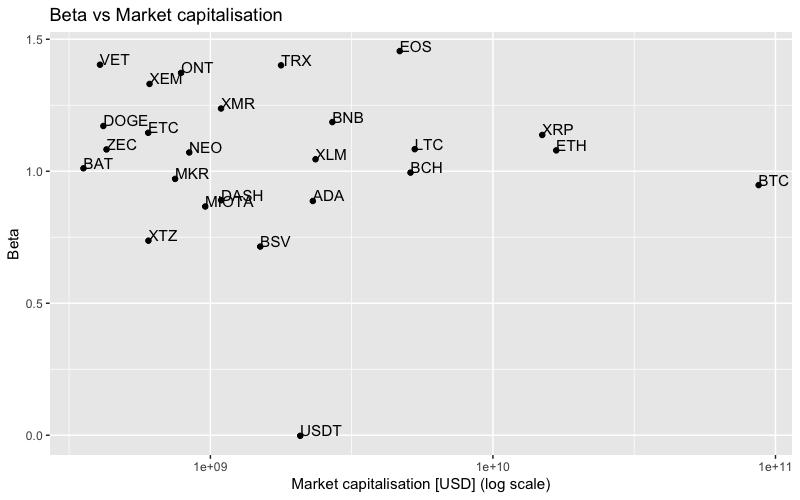 Beta vs Market capitalisation
1.5
EOS
VET
TRX
ONT
XEM
XMR
BNB
DOGE
ETC
XRP
ZEC
NEO
LTC
ETH
XLM
1.0
BAT
BCH
MKR
BTC
DASH
ADA
MIOTA
XTZ
BSV
Beta
0.5
USDT
0.0
1e+09
1e+10
1e+11
Market capitalisation [USD] (log scale)